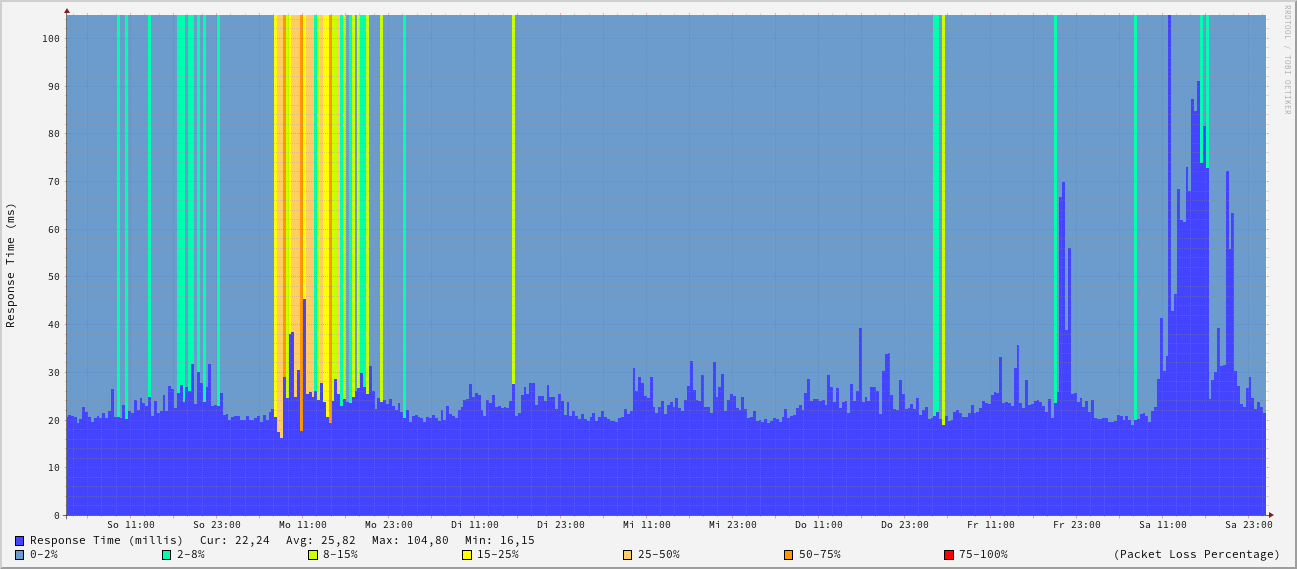 RRDTOOL / TOBI OETIKER
Response Time (ms)
100
90
80
70
60
50
40
30
20
10
0
So 11:00 So 23:00 Mo 11:00 Mo 23:00 Di 11:00 Di 23:00 Mi 11:00 Mi 23:00 Do 11:00 Do 23:00 Fr 11:00 Fr 23:00 Sa 11:00 Sa 23:00
Response Time (millis) Cur: 22,24 Avg: 25,82 Max: 104,80 Min: 16,15
0-2% 2-8% 8-15% 15-25% 25-50% 50-75% 75-100% (Packet Loss Percentage)